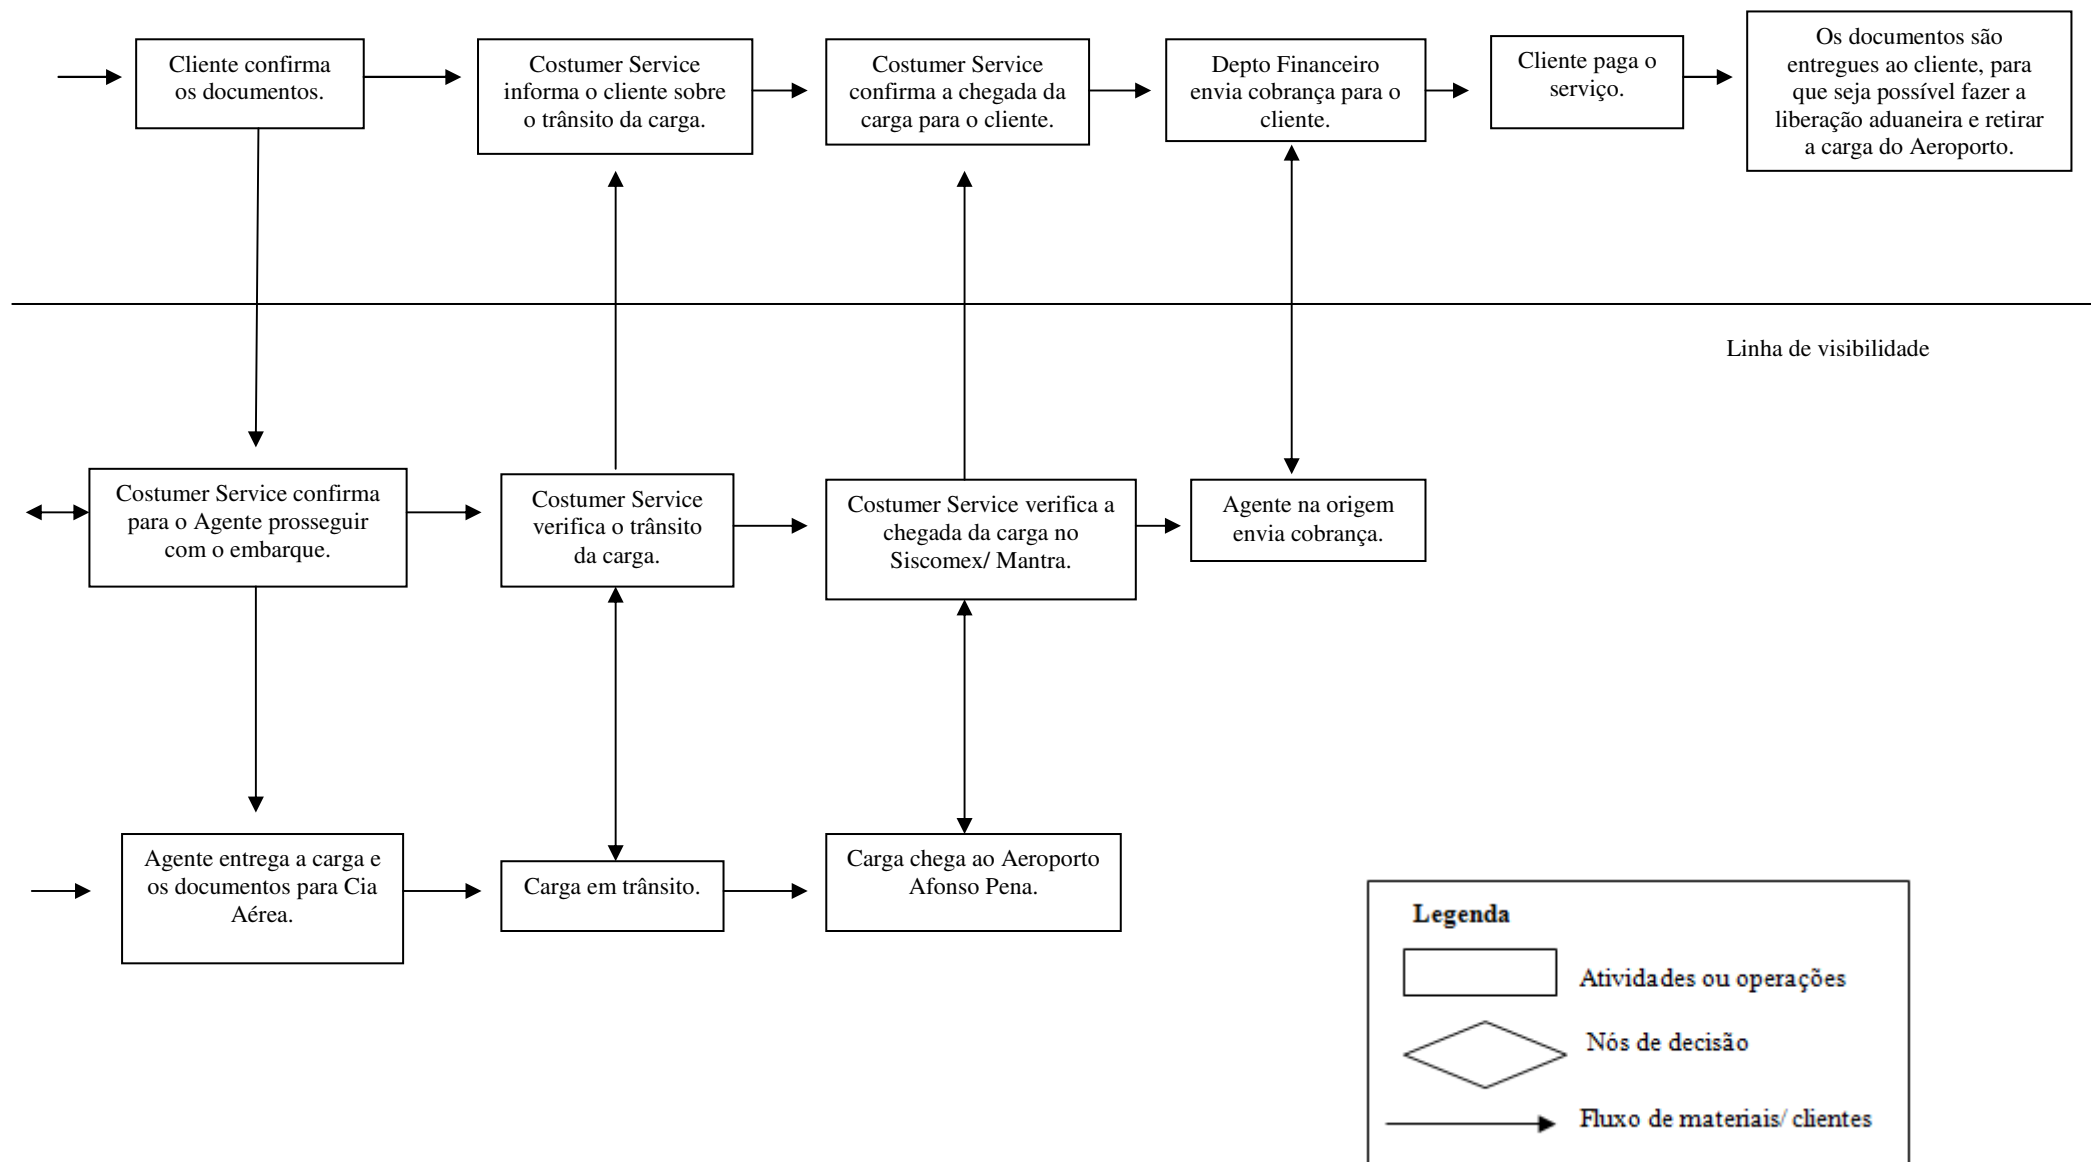 Cliente confirma
os documentos.
Costumer Service
informa o cliente sobre
o trânsito da carga.
Costumer Service
confirma a chegada da
carga para o cliente.
Depto Financeiro
envia cobrança para o
cliente.
Cliente paga o
serviço.
Os documentos são
entregues ao cliente, para
que seja possível fazer a
liberação aduaneira e retirar
a carga do Aeroporto.
Linha de visibilidade
Costumer Service confirma
para o Agente prosseguir
com o embarque.
Costumer Service
verifica o trânsito
da carga.
Costumer Service verifica a
chegada da carga no
Siscomex/ Mantra.
Agente na origem
envia cobrança.
Agente entrega a carga e
os documentos para Cia
Aérea.
Carga em trânsito.
Carga chega ao Aeroporto
Afonso Pena.
Legenda
Atividades ou operações
Nós de decisão
Fluxo de materiais/ clientes